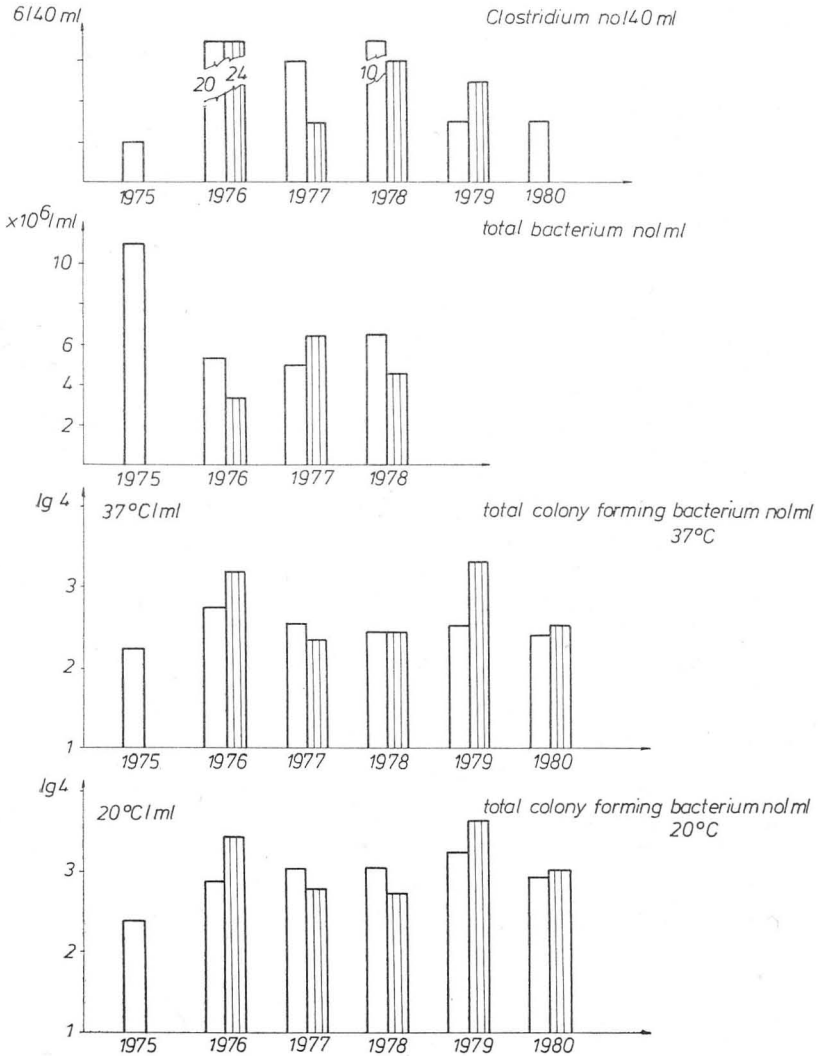 6/40 ml
Clostridium no/40 ml
20 24
10
1975 1976 1977 1978 1979 1980
x10⁶/ml
total bacterium no/ml
10
6
4
2
1975 1976 1977 1978
lg 4
37°C/ml
total colony forming bacterium no/ml
37°C
3
2
1
1975 1976 1977 1978 1979 1980
lg4
20°C/ml
total colony forming bacterium no/ml
20°C
3
2
1
1975 1976 1977 1978 1979 1980